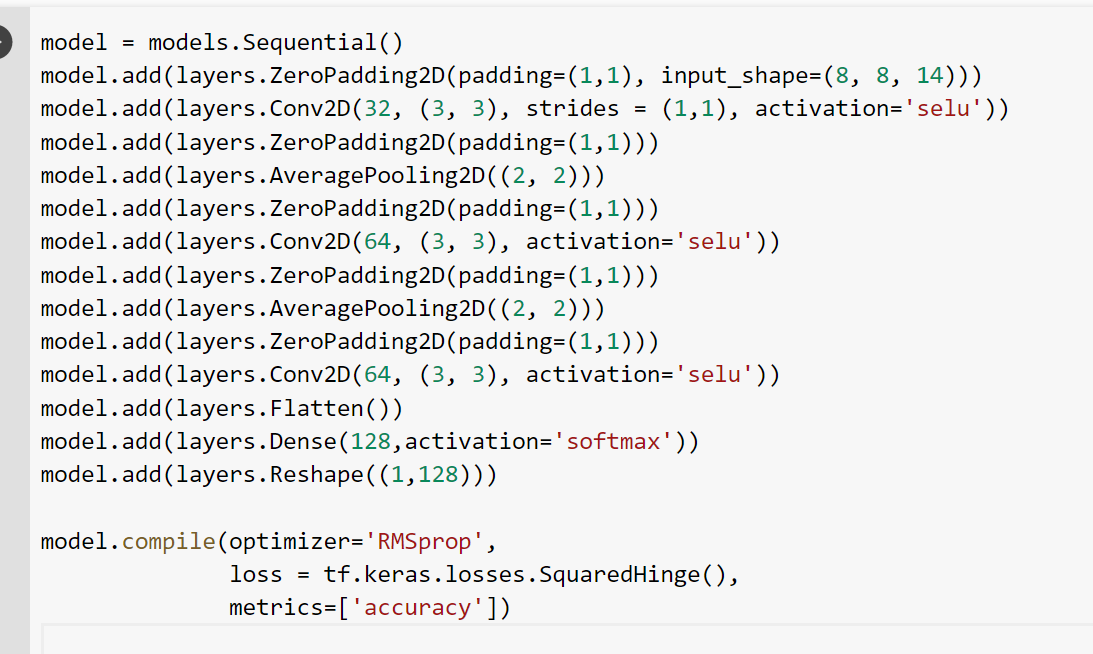 model = models.Sequential()
model.add(layers.ZeroPadding2D(padding=(1,1), input_shape=(8, 8, 14)))
model.add(layers.Conv2D(32, (3, 3), strides = (1,1), activation='selu'))
model.add(layers.ZeroPadding2D(padding=(1,1)))
model.add(layers.AveragePooling2D((2, 2)))
model.add(layers.ZeroPadding2D(padding=(1,1)))
model.add(layers.Conv2D(64, (3, 3), activation='selu'))
model.add(layers.ZeroPadding2D(padding=(1,1)))
model.add(layers.AveragePooling2D((2, 2)))
model.add(layers.ZeroPadding2D(padding=(1,1)))
model.add(layers.Conv2D(64, (3, 3), activation='selu'))
model.add(layers.Flatten())
model.add(layers.Dense(128,activation='softmax'))
model.add(layers.Reshape((1,128)))

model.compile(optimizer='RMSprop',
              loss = tf.keras.losses.SquaredHinge(),
              metrics=['accuracy'])